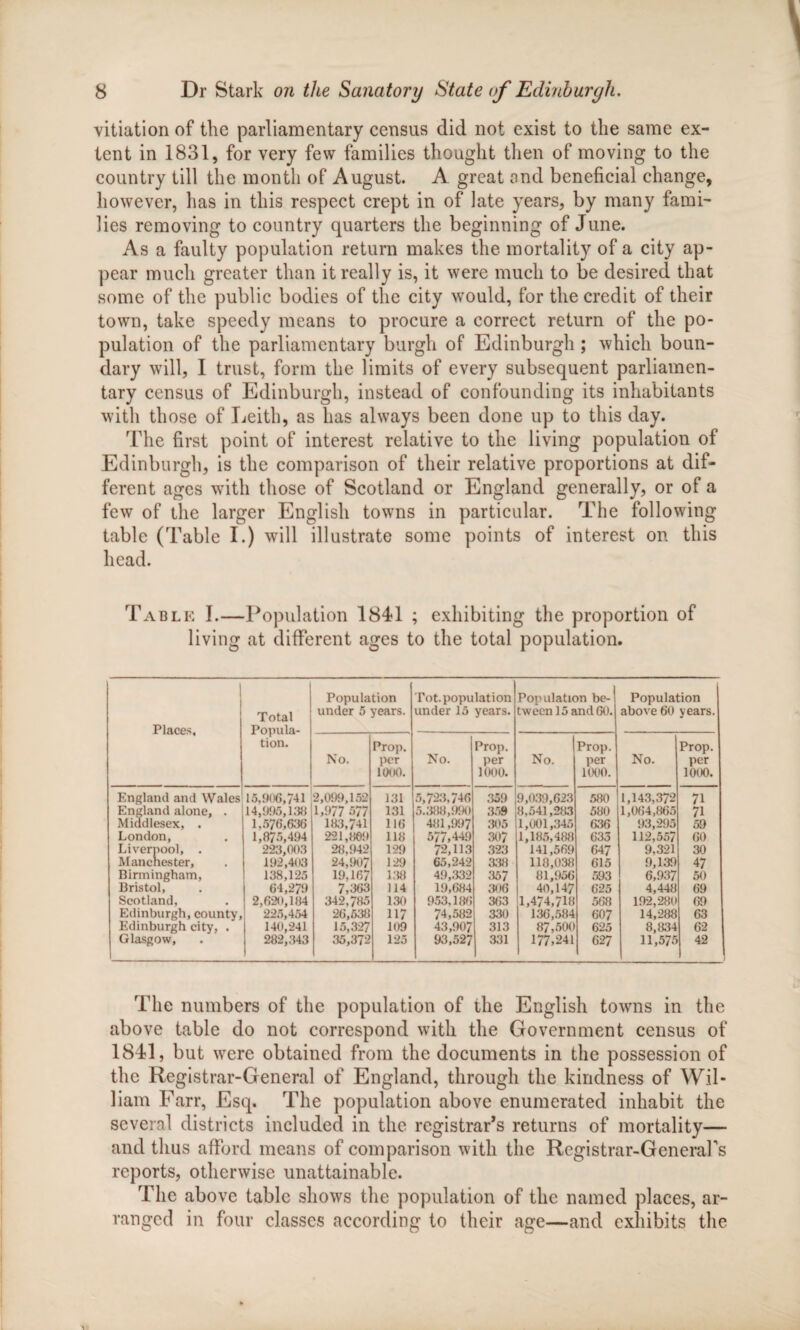 8 Dr Stark on the Sanatory State of Edinburgh.
vitiation of the parliamentary census did not exist to the same ex-
tent in 1831, for very few families thought then of moving to the
country till the month of August. A great and beneficial change,
however, has in this respect crept in of late years, by many fami-
lies removing to country quarters the beginning of June.
As a faulty population return makes the mortality of a city ap-
pear much greater than it really is, it were much to be desired that
some of the public bodies of the city would, for the credit of their
town, take speedy means to procure a correct return of the po-
pulation of the parliamentary burgh of Edinburgh; which boun-
dary will, I trust, form the limits of every subsequent parliamen-
tary census of Edinburgh, instead of confounding its inhabitants
with those of Leith, as has always been done up to this day.
The first point of interest relative to the living population of
Edinburgh, is the comparison of their relative proportions at dif-
ferent ages with those of Scotland or England generally, or of a
few of the larger English towns in particular. The following
table (Table I.) will illustrate some points of interest on this
head.
Table I.—Population 1841; exhibiting the proportion of
living at different ages to the total population.
Places, Total Popula-tion. Population under 5 years. Tot. population under 15 years. Population be-tween 15 and 60. Population above 60 years.
No. Prop. per 1000. No. Prop. per 1000. No. Prop. per 1000. No. Prop. per 1000.
England and Wales 15,906,741 2,099,152 131 5,723,746 359 9,039,623 580 1,143,372 71
England alone, . 14,995,138 1,977 577 131 5.388,990 359 8,541,283 580 1,064,865 71
Middlesex, . 1,576,636 183,741 116 481,997 305 1,001,345 636 93,295 59
London, . 1,875,494 221,809 118 577,449 307 1,185,488 633 112,557 60
Liverpool, . 223,003 28,942 129 72,113 323 141,569 647 9.321 30
Manchester, . 192,403 24,907 129 65,242 338 118,038 615 9,139 47
Birmingham, 138,125 19,167 138 49,332 357 81,956 593 6,937 50
Bristol, . 64,279 7,363 114 19,684 306 40,147 625 4,448 69
Scotland, . 2,620,184 342,785 130 953,186 363 1,474,718 568 192,280 69
Edinburgh, county, 225,454 26,538 117 74,582 330 136,584 607 14,288 63
Edinburgh city, . 140,241 15,327 109 43,907 313 87,500 625 8,834 62
Glasgow, . 282,343 35,372 125 93,527 331 177,241 627 11,575 42
The numbers of the population of the English towns in the
above table do not correspond with the Government census of
1841, but were obtained from the documents in the possession of
the Registrar-General of England, through the kindness of Wil-
liam Farr, Esq. The population above enumerated inhabit the
several districts included in the registrar's returns of mortality—
and thus afford means of comparison with the Registrar-General's
reports, otherwise unattainable.
The above table shows the population of the named places, ar-
ranged in four classes according to their age—and exhibits the